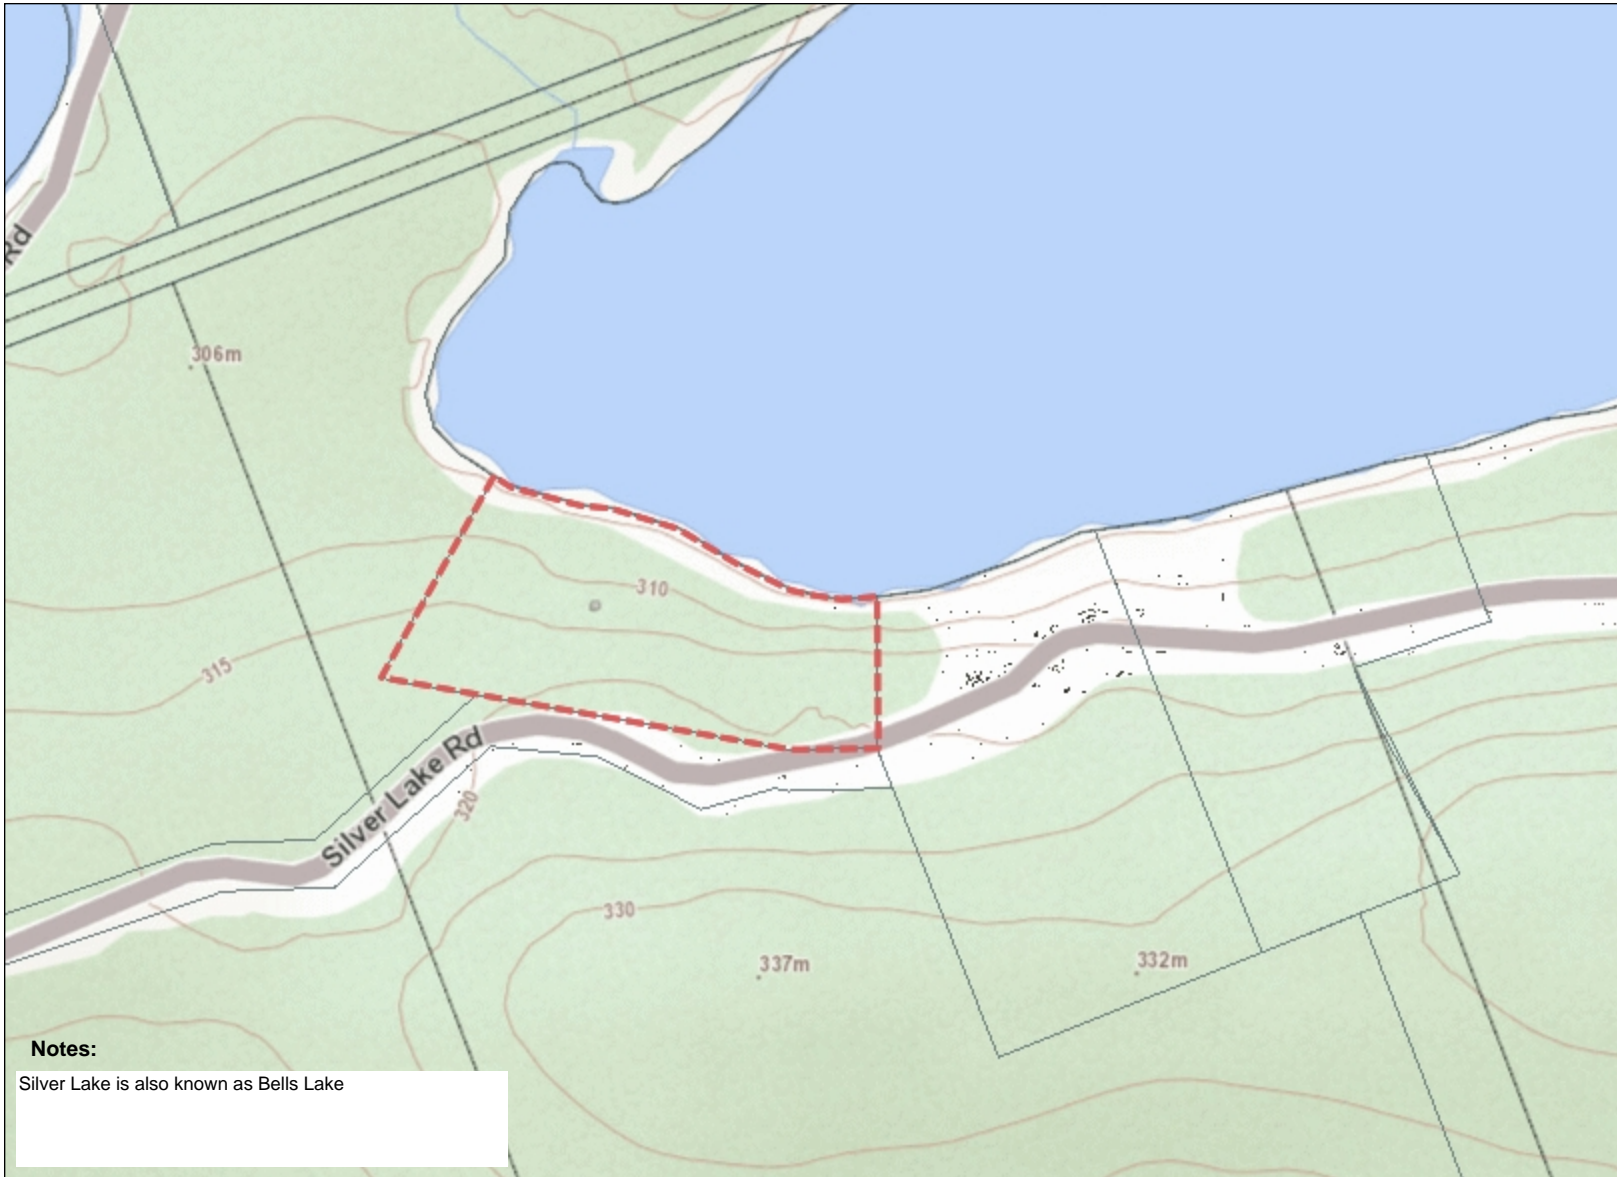 Rd
306m
310
315
Silver Lake Rd
320
330
337m
332m
Notes:
Silver Lake is also known as Bells Lake